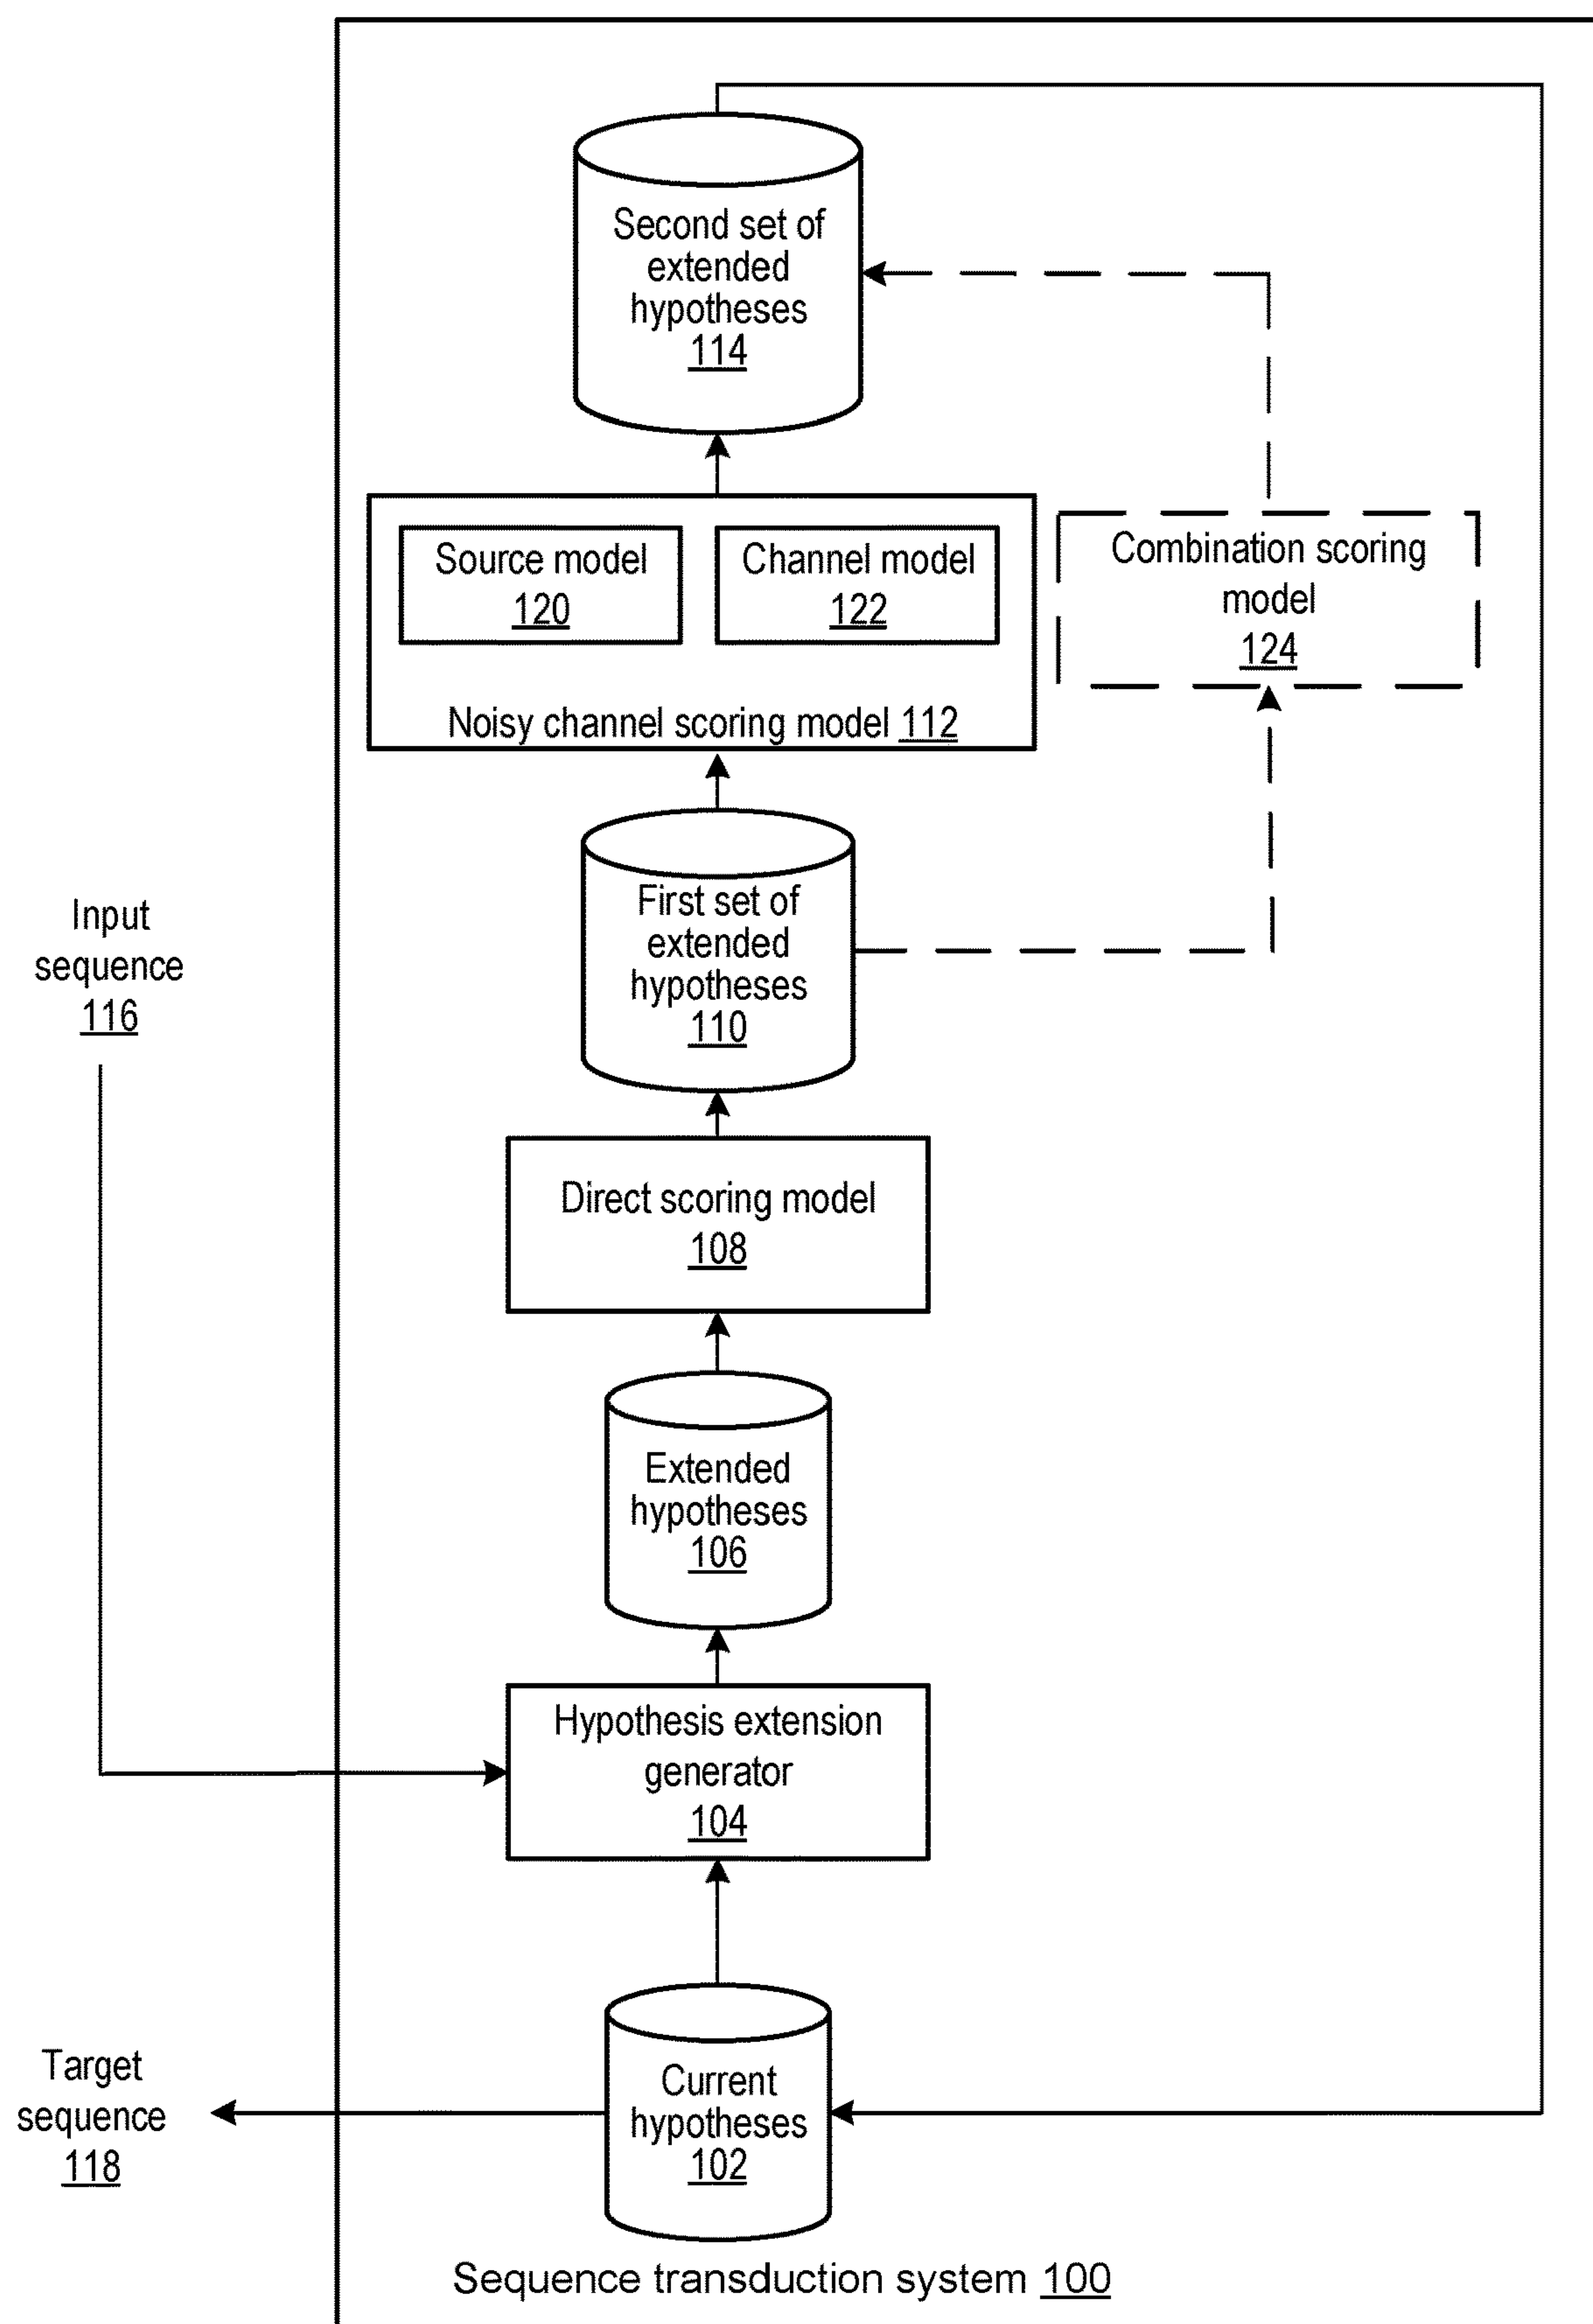 Second set of
extended
hypotheses
114
Source model
120
Channel model
122
Noisy channel scoring model 112
Combination scoring
model
124
First set of
extended
hypotheses
110
Input
sequence
116
Direct scoring model
108
Extended
hypotheses
106
Hypothesis extension
generator
104
Current
hypotheses
102
Target
sequence
118
Sequence transduction system 100